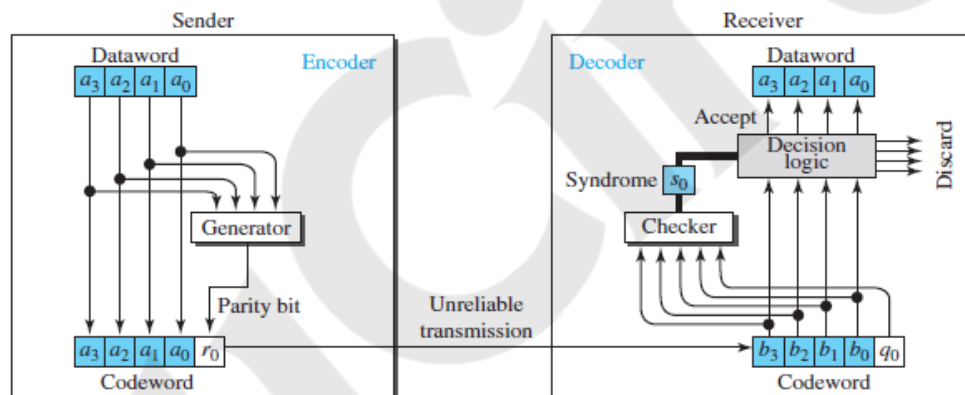 Sender
Receiver
Dataword
Encoder
a3 a2 a1 a0
Generator
Parity bit
a3 a2 a1 a0 r0
Codeword
Unreliable
transmission
Decoder
Dataword
a3 a2 a1 a0
Accept
Decision
logic
Discard
Syndrome s0
Checker
b3 b2 b1 b0 q0
Codeword